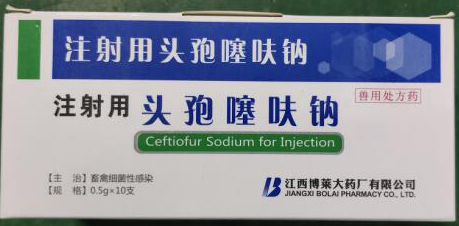 注射用头孢噻呋钠
注射用 头孢噻呋钠
兽用处方药
Ceftiofur Sodium for Injection
【主　治】畜禽细菌性感染
【规　格】0.5g×10支
江西博莱大药厂有限公司
JIANGXI BOLAI PHARMACY CO., LTD.